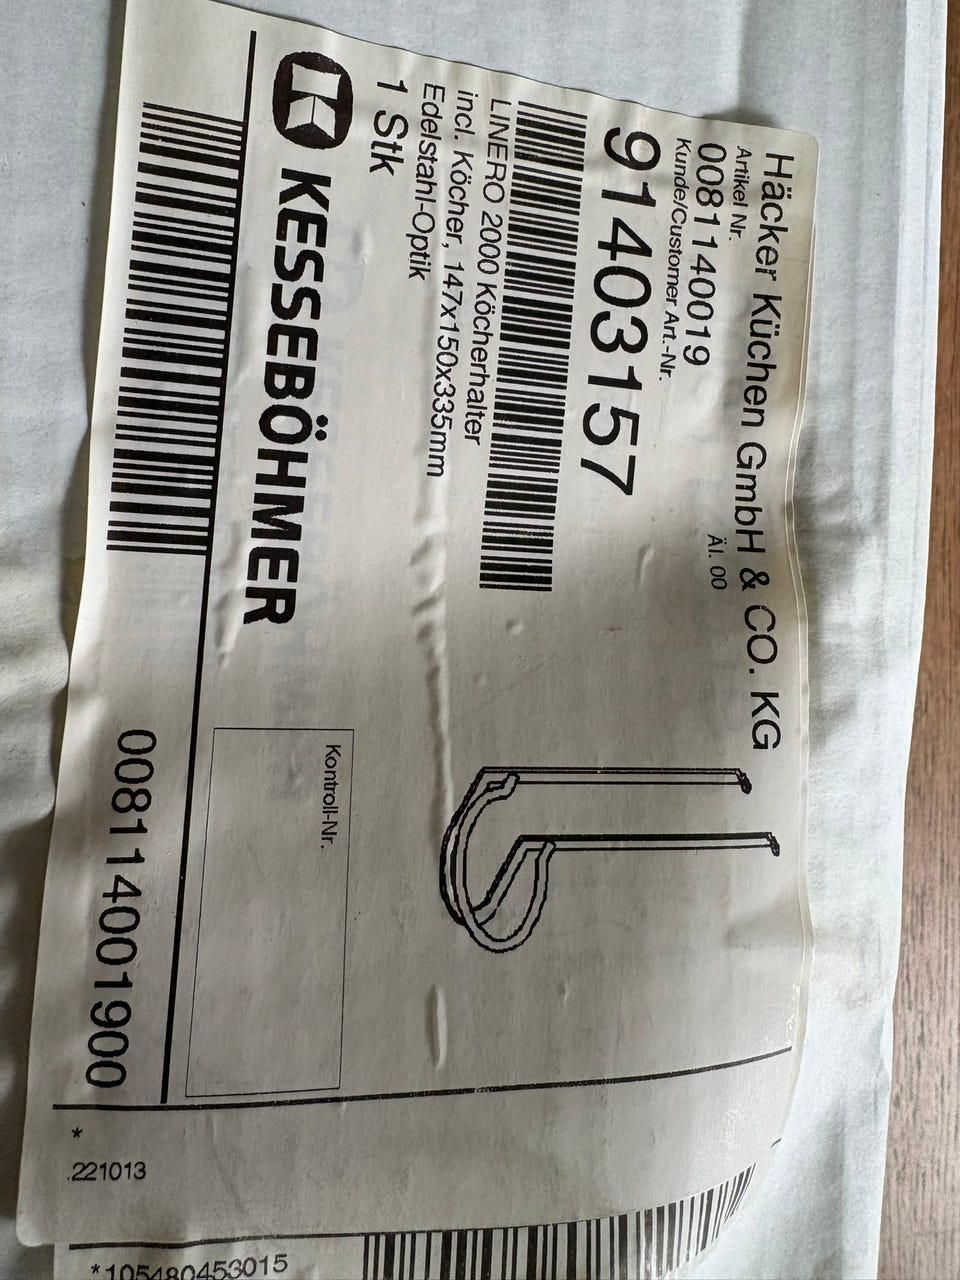 Häcker Küchen GmbH & CO. KG
Artikel Nr.
0081140019
Äl. 00
Kunde/Customer Art.-Nr.
91403157
LINERO 2000 Köcherhalter
incl. Köcher, 147x150x335mm
Edelstahl-Optik
1 Stk
KESSEBÖHMER
Kontroll-Nr.
008114001900
*
221013
*105480453015